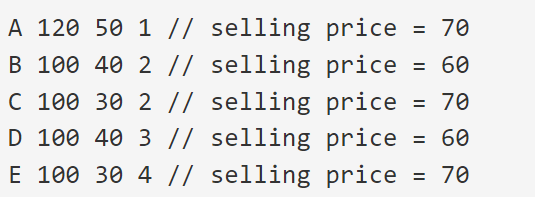 A 120 50 1 // selling price = 70
B 100 40 2 // selling price = 60
C 100 30 2 // selling price = 70
D 100 40 3 // selling price = 60
E 100 30 4 // selling price = 70